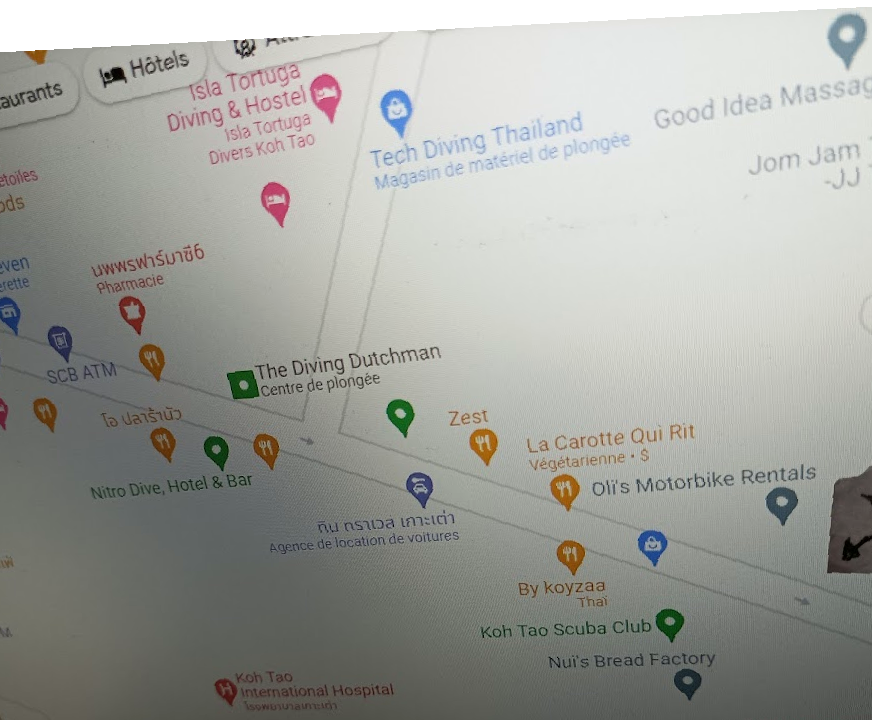 aurants
Hôtels
Isla Tortuga
Diving & Hostel
Isla Tortuga
Divers Koh Tao
Tech Diving Thailand
Magasin de matériel de plongée
Good Idea Massag
Jom Jam
-JJ
étoiles
ods
even
erette
นพพรฟาร์มาซี6
Pharmacie
SCB ATM
The Diving Dutchman
Centre de plongée
โอ ปลาร้านัว
Zest
La Carotte Qui Rit
Végétarienne · $
Nitro Dive, Hotel & Bar
Oli's Motorbike Rentals
ทิน ทราเวล เกาะเต่า
Agence de location de voitures
By koyzaa
Thaï
Koh Tao Scuba Club
Nui's Bread Factory
Koh Tao
International Hospital
โรงพยาบาลเกาะเต่า